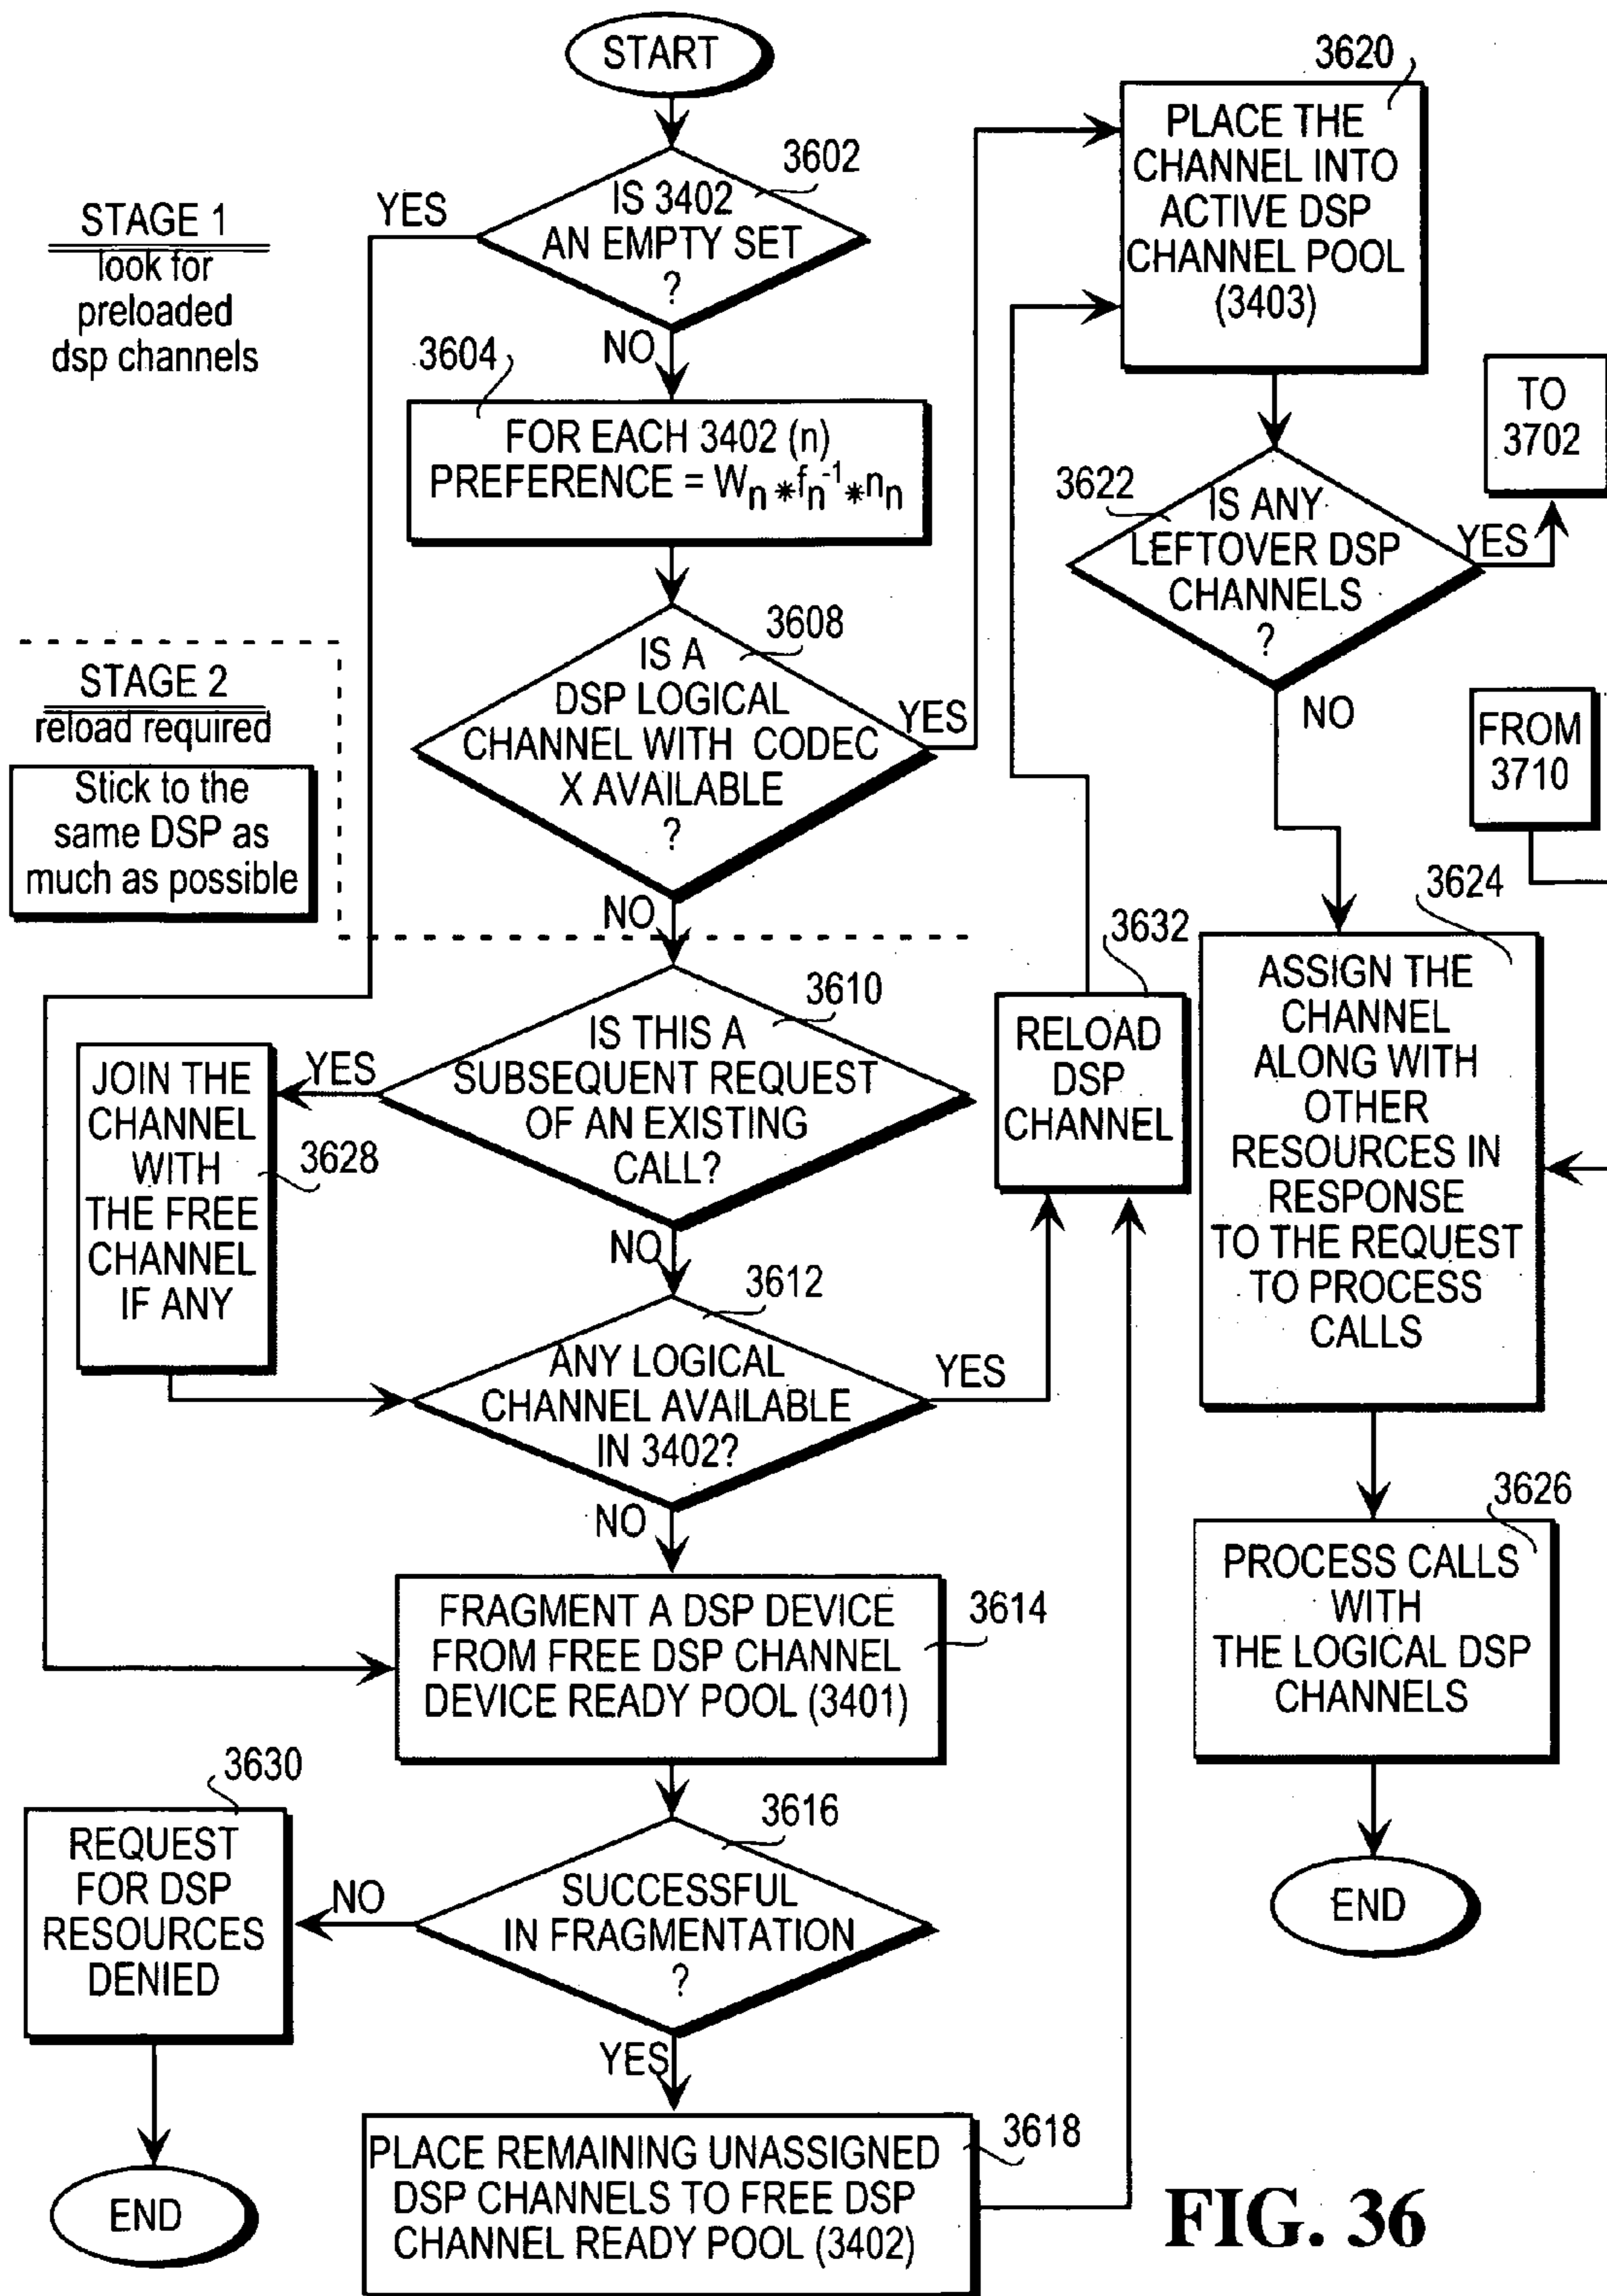 START
3602
IS 3402
AN EMPTY SET
?
YES
NO
STAGE 1
look for
preloaded
dsp channels
3604
FOR EACH 3402 (n)
PREFERENCE = Wn * fn-1 * nn
3608
IS A
DSP LOGICAL
CHANNEL WITH CODEC
X AVAILABLE
?
YES
NO
STAGE 2
reload required
Stick to the
same DSP as
much as possible
3610
IS THIS A
SUBSEQUENT REQUEST
OF AN EXISTING
CALL?
YES
NO
JOIN THE
CHANNEL
WITH
THE FREE
CHANNEL
IF ANY
3628
3612
ANY LOGICAL
CHANNEL AVAILABLE
IN 3402?
YES
NO
FRAGMENT A DSP DEVICE
FROM FREE DSP CHANNEL
DEVICE READY POOL (3401)
3614
3616
SUCCESSFUL
IN FRAGMENTATION
?
NO
YES
3630
REQUEST
FOR DSP
RESOURCES
DENIED
END
PLACE REMAINING UNASSIGNED
DSP CHANNELS TO FREE DSP
CHANNEL READY POOL (3402)
3618
3632
RELOAD
DSP
CHANNEL
3620
PLACE THE
CHANNEL INTO
ACTIVE DSP
CHANNEL POOL
(3403)
3622
IS ANY
LEFTOVER DSP
CHANNELS
?
YES
NO
TO
3702
FROM
3710
3624
ASSIGN THE
CHANNEL
ALONG WITH
OTHER
RESOURCES IN
RESPONSE
TO THE REQUEST
TO PROCESS
CALLS
3626
PROCESS CALLS
WITH
THE LOGICAL DSP
CHANNELS
END
FIG. 36